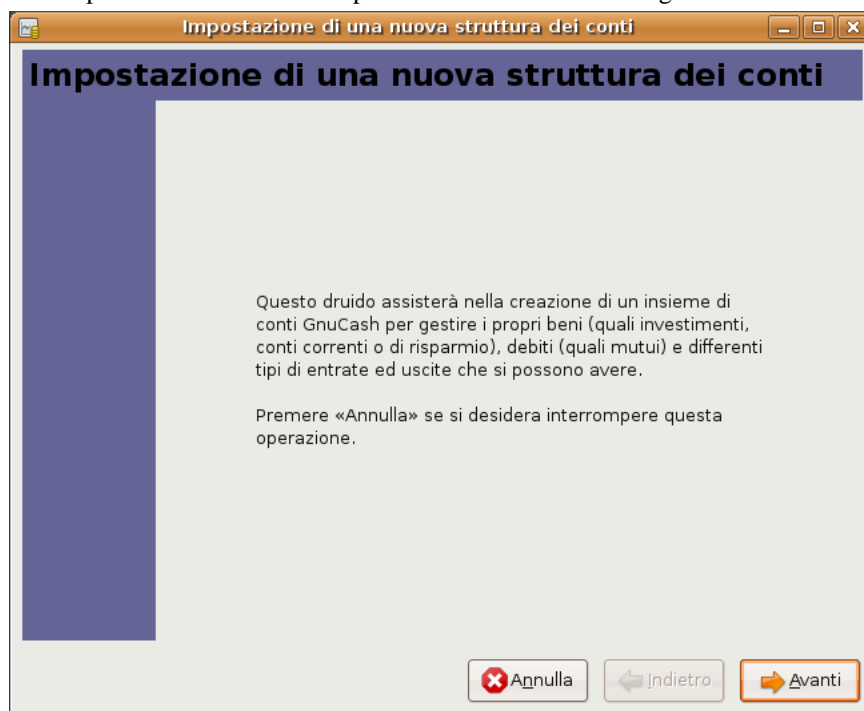 Impostazione di una nuova struttura dei conti
Impostazione di una nuova struttura dei conti
Questo druido assisterà nella creazione di un insieme di
conti GnuCash per gestire i propri beni (quali investimenti,
conti correnti o di risparmio), debiti (quali mutui) e differenti
tipi di entrate ed uscite che si possono avere.
Premere «Annulla» se si desidera interrompere questa
operazione.
Annulla
Indietro
Avanti